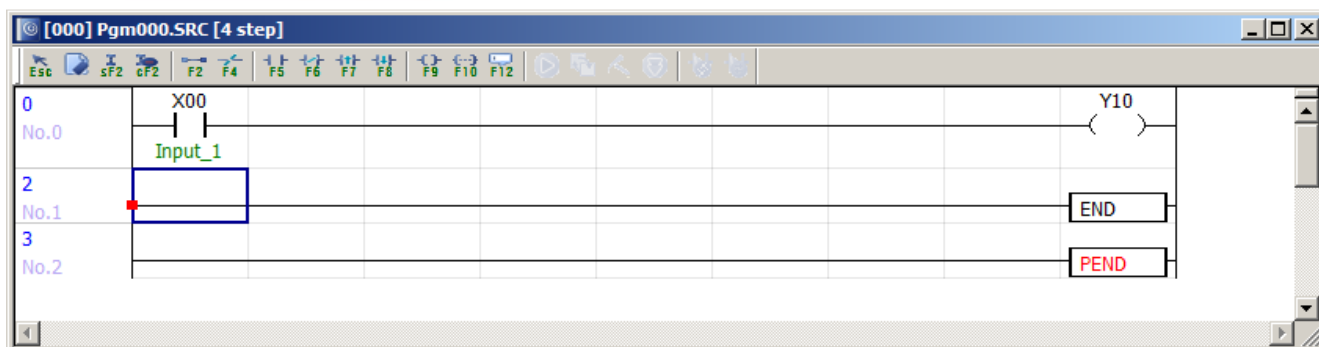 [000] Pgm000.SRC [4 step]
Esc sF2 cF2 F2 F4 F5 F6 F7 F8 F9 F10 F12
0 X00 Y10
No.0
Input_1
2
No.1 END
3
No.2 PEND